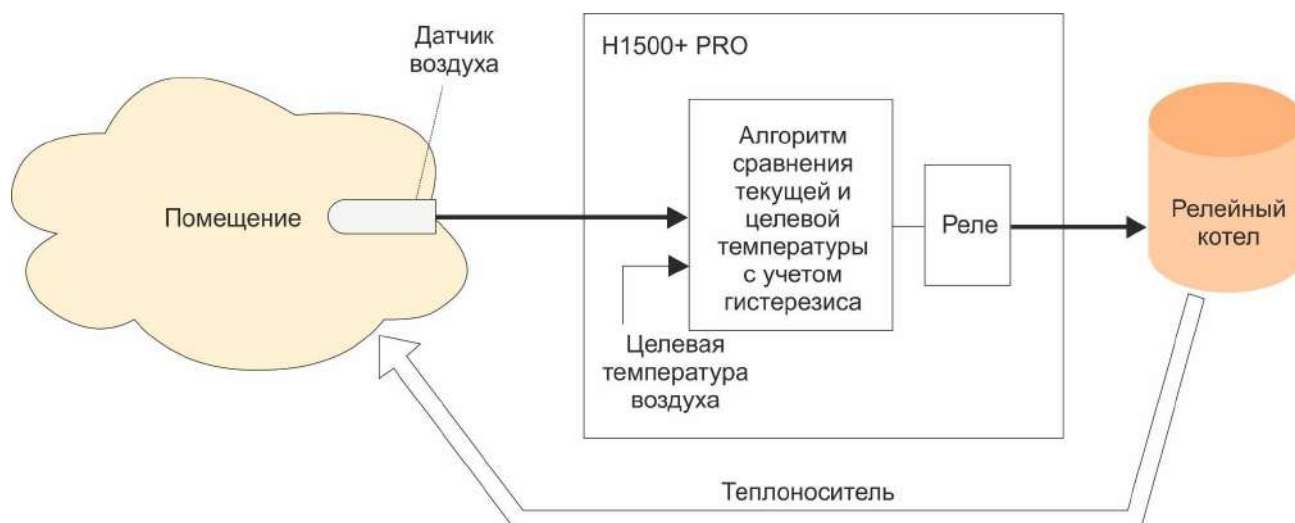 Датчик
воздуха
H1500+ PRO
Помещение
Алгоритм
сравнения
текущей и
целевой
температуры
с учетом
гистерезиса
Реле
Релейный
котел
Целевая
температура
воздуха
Теплоноситель